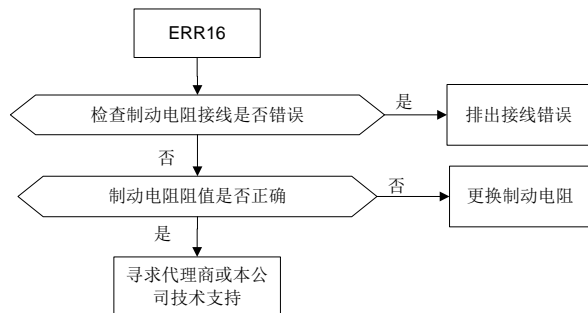 ERR16
检查制动电阻接线是否错误
是
排出接线错误
否
制动电阻阻值是否正确
否
更换制动电阻
是
寻求代理商或本公
司技术支持